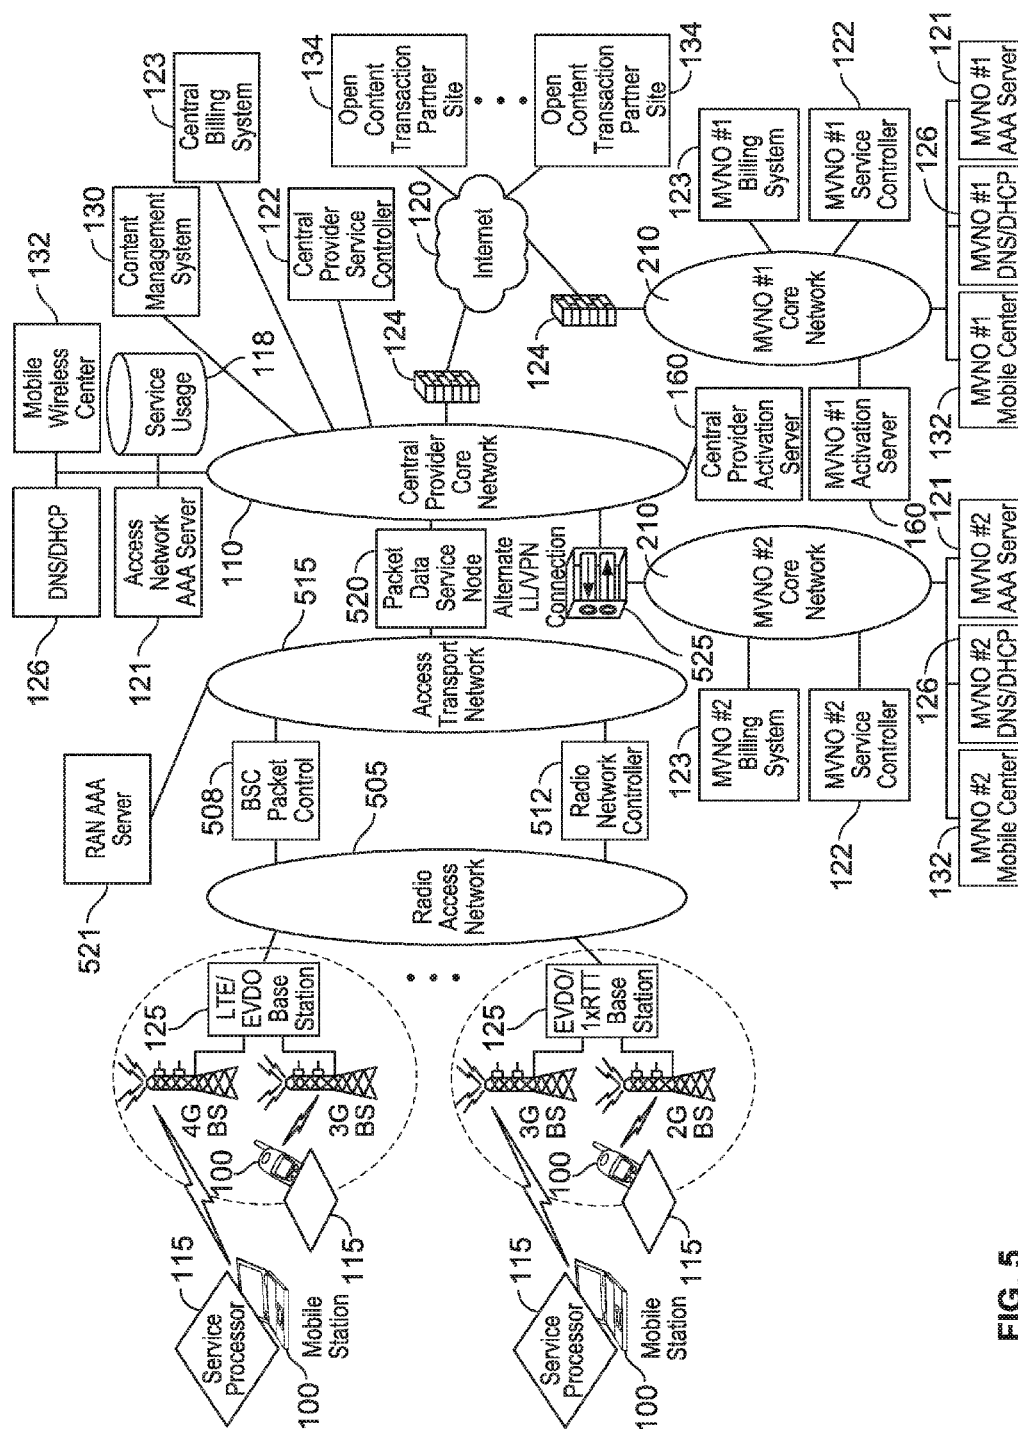 Service
Processor
115
100
Mobile
Station
115
100
4G
BS
3G
BS
125
LTE/
EVDO
Base
Station
Service
Processor
115
100
Mobile
Station
115
100
3G
BS
2G
BS
125
EVDO/
1xRTT
Base
Station
521
RAN AAA
Server
505
Radio
Access
Network
508
BSC
Packet
Control
512
Radio
Network
Controller
515
Access
Transport
Network
520
Packet
Data
Service
Node
126
DNS/DHCP
132
Mobile
Wireless
Center
121
Access
Network
AAA Server
118
Service
Usage
110
Central
Provider
Core
Network
130
Content
Management
System
123
Central
Billing
System
122
Central
Provider
Service
Controller
124
120
Internet
134
Open
Content
Transaction
Partner
Site
Open
Content
Transaction
Partner
Site
134
124
Alternate
LL/VPN
Connection
525
160
Central
Provider
Activation
Server
MVNO #1
Activation
Server
160
210
MVNO #2
Core
Network
123
MVNO #2
Billing
System
122
MVNO #2
Service
Controller
132
MVNO #2
Mobile Center
126
MVNO #2
DNS/DHCP
121
MVNO #2
AAA Server
210
MVNO #1
Core
Network
123
MVNO #1
Billing
System
122
MVNO #1
Service
Controller
132
MVNO #1
Mobile Center
126
MVNO #1
DNS/DHCP
121
MVNO #1
AAA Server
FIG. 5